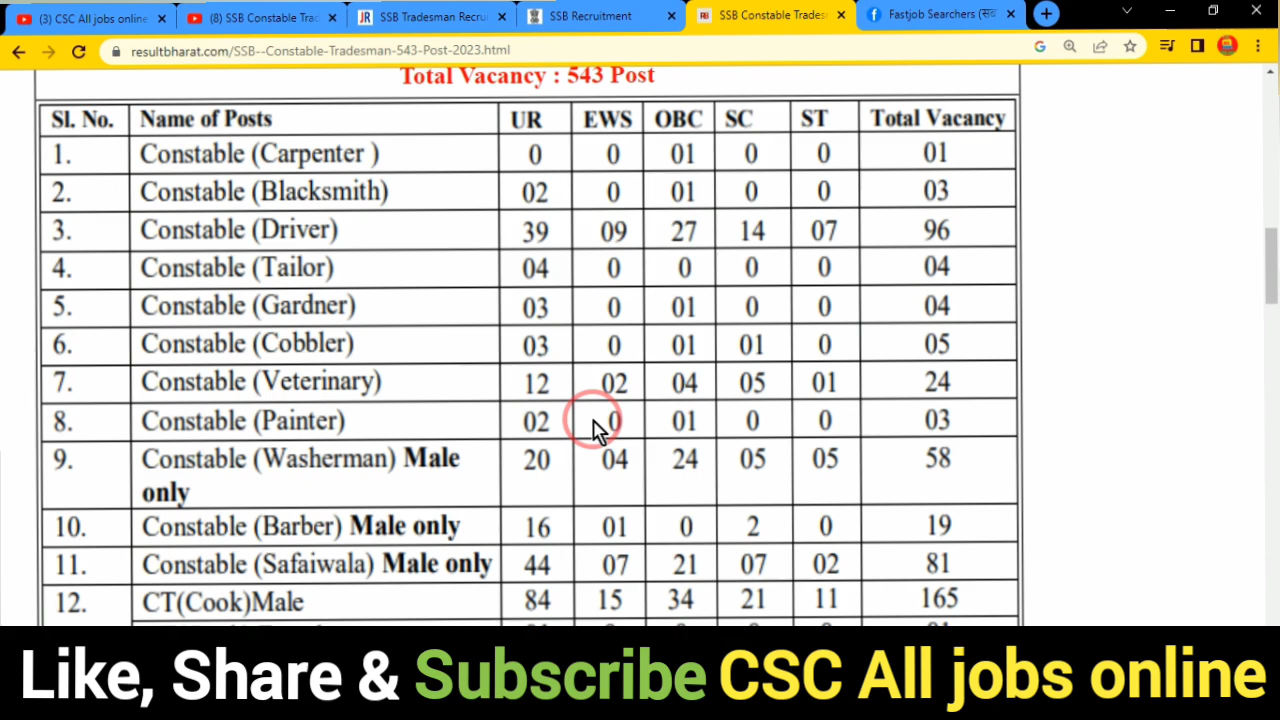 (3) CSC All jobs online
(8) SSB Constable Trad
SSB Tradesman Recru
SSB Recruitment
SSB Constable Tradesm
Fastjob Searchers (सच
resultbharat.com/SSB--Constable-Tradesman-543-Post-2023.html
Total Vacancy : 543 Post
Sl. No. Name of Posts UR EWS OBC SC ST Total Vacancy
1. Constable (Carpenter ) 0 0 01 0 0 01
2. Constable (Blacksmith) 02 0 01 0 0 03
3. Constable (Driver) 39 09 27 14 07 96
4. Constable (Tailor) 04 0 0 0 0 04
5. Constable (Gardner) 03 0 01 0 0 04
6. Constable (Cobbler) 03 0 01 01 0 05
7. Constable (Veterinary) 12 02 04 05 01 24
8. Constable (Painter) 02 0 01 0 0 03
9. Constable (Washerman) Male only 20 04 24 05 05 58
10. Constable (Barber) Male only 16 01 0 2 0 19
11. Constable (Safaiwala) Male only 44 07 21 07 02 81
12. CT(Cook)Male 84 15 34 21 11 165
Like, Share & Subscribe CSC All jobs online